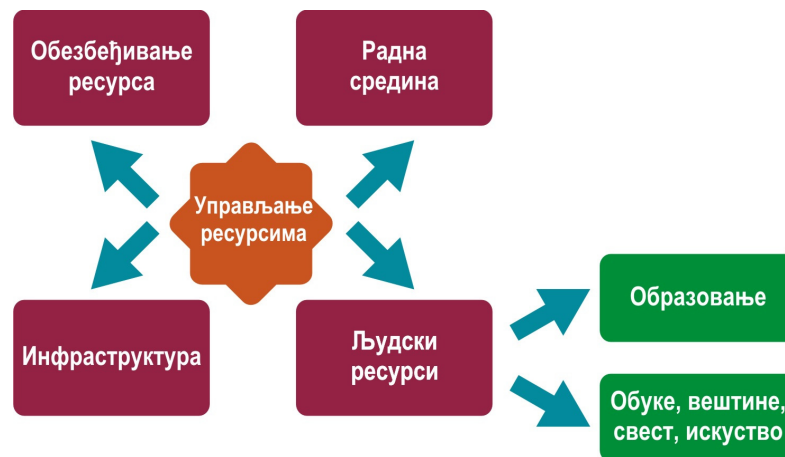 Обезбеђивање
ресурса
Радна
средина
Управљање
ресурсима
Инфраструктура
Људски
ресурси
Образовање
Обуке, вештине,
свест, искуство